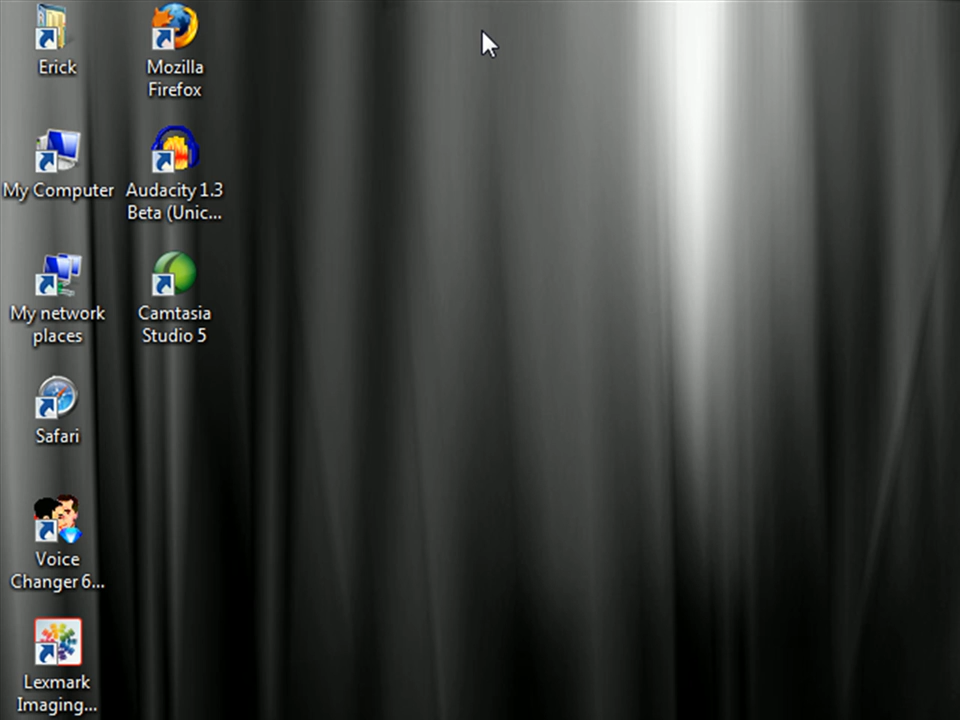 Erick
Mozilla
Firefox
My Computer
Audacity 1.3
Beta (Unic...
My network
places
Camtasia
Studio 5
Safari
Voice
Changer 6...
Lexmark
Imaging...